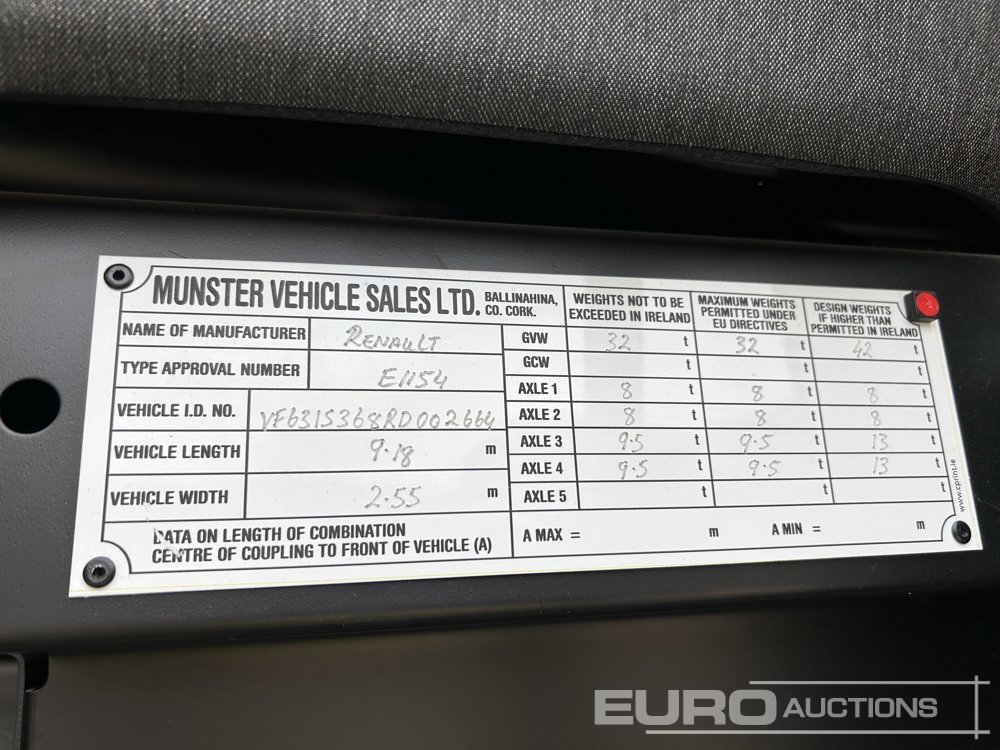 MUNSTER VEHICLE SALES LTD. BALLINAHINA, CO. CORK.
WEIGHTS NOT TO BE EXCEEDED IN IRELAND
MAXIMUM WEIGHTS PERMITTED UNDER EU DIRECTIVES
DESIGN WEIGHTS IF HIGHER THAN PERMITTED IN IRELAND
NAME OF MANUFACTURER RENAULT
TYPE APPROVAL NUMBER E1154
VEHICLE I.D. NO. VF631S368RD002664
VEHICLE LENGTH 9.18 m
VEHICLE WIDTH 2.55 m
GVW 32 t 32 t 42 t
GCW t t t
AXLE 1 8 t 8 t 8 t
AXLE 2 8 t 8 t 8 t
AXLE 3 9.5 t 9.5 t 13 t
AXLE 4 9.5 t 9.5 t 13 t
AXLE 5 t t t
DATA ON LENGTH OF COMBINATION
CENTRE OF COUPLING TO FRONT OF VEHICLE (A)
A MAX = m A MIN = m
www.cprint.ie
EURO AUCTIONS